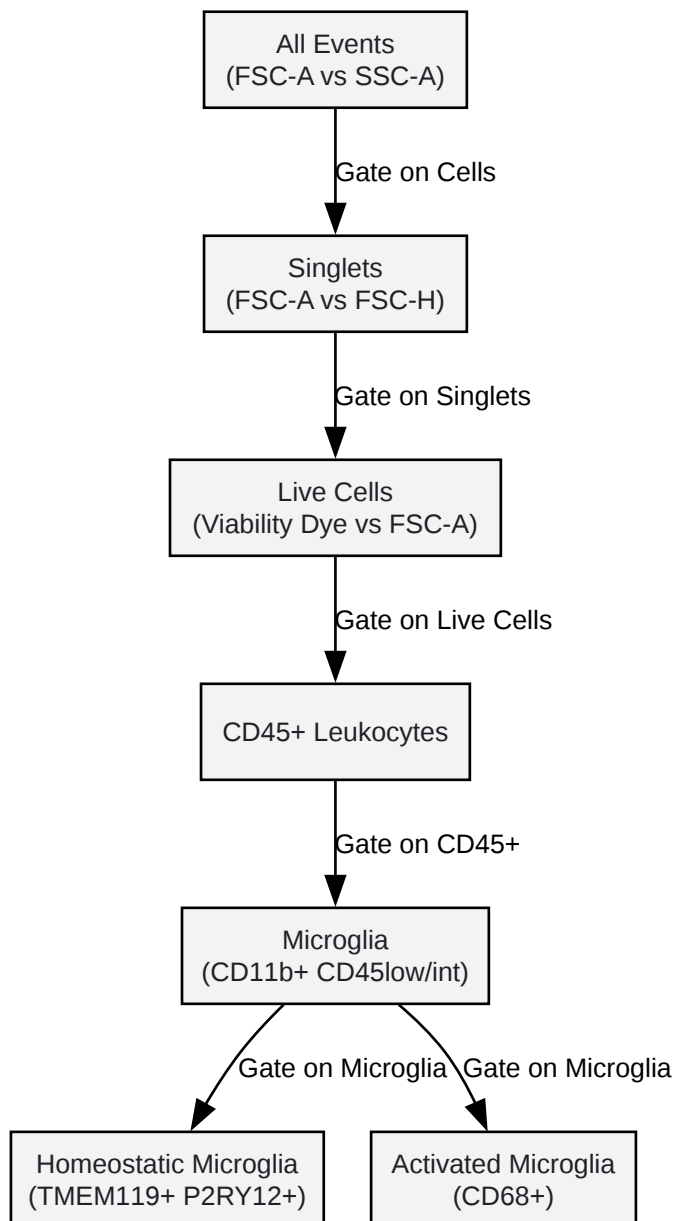 All Events
(FSC-A vs SSC-A)
Gate on Cells
Singlets
(FSC-A vs FSC-H)
Gate on Singlets
Live Cells
(Viability Dye vs FSC-A)
Gate on Live Cells
CD45+ Leukocytes
Gate on CD45+
Microglia
(CD11b+ CD45low/int)
Gate on Microglia
Gate on Microglia
Homeostatic Microglia
(TMEM119+ P2RY12+)
Activated Microglia
(CD68+)